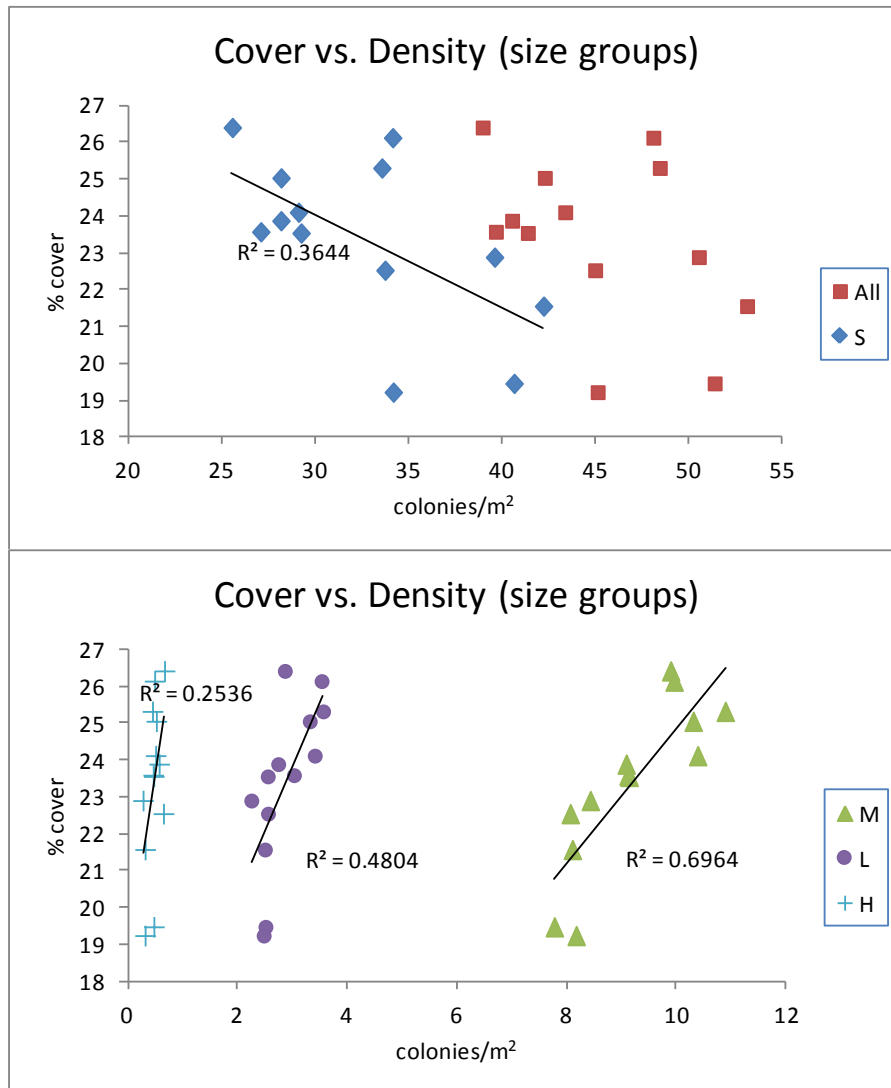 Cover vs. Density (size groups)
27
26
25
24
23
22
21
20
19
18
% cover
R² = 0.3644
All
S
20 25 30 35 40 45 50 55
colonies/m²
Cover vs. Density (size groups)
27
26
25
24
23
22
21
20
19
18
% cover
R² = 0.2536
R² = 0.4804
R² = 0.6964
M
L
H
0 2 4 6 8 10 12
colonies/m²